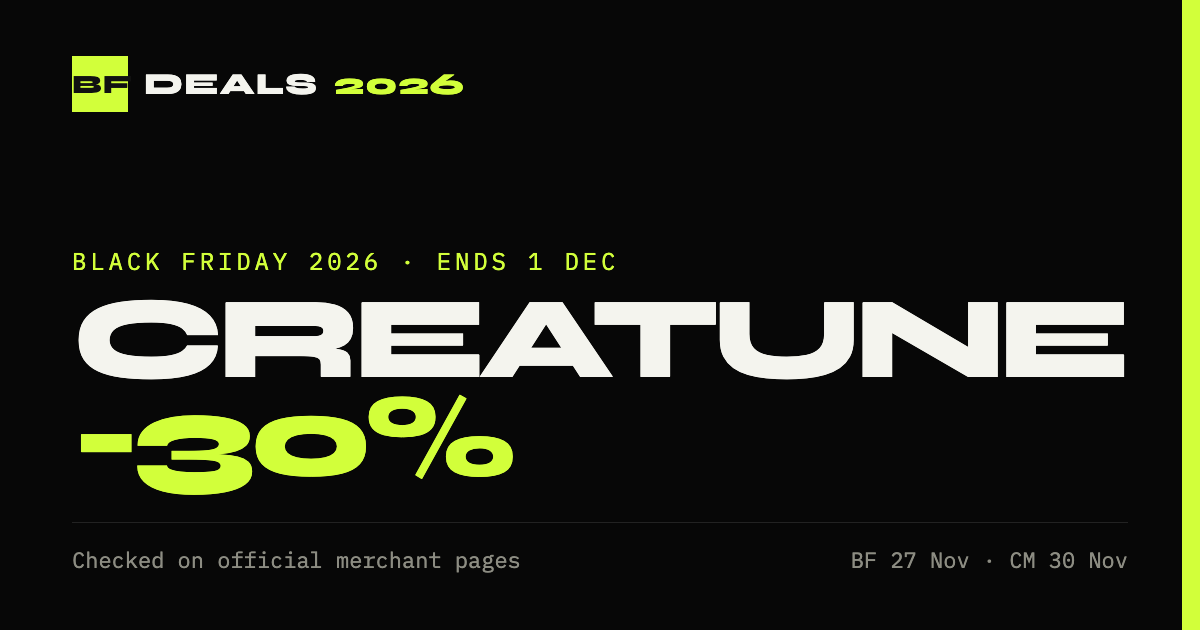 BF DEALS 2026
BLACK FRIDAY 2026 · ENDS 1 DEC
CREATUNE
-30%
Checked on official merchant pages
BF 27 Nov · CM 30 Nov